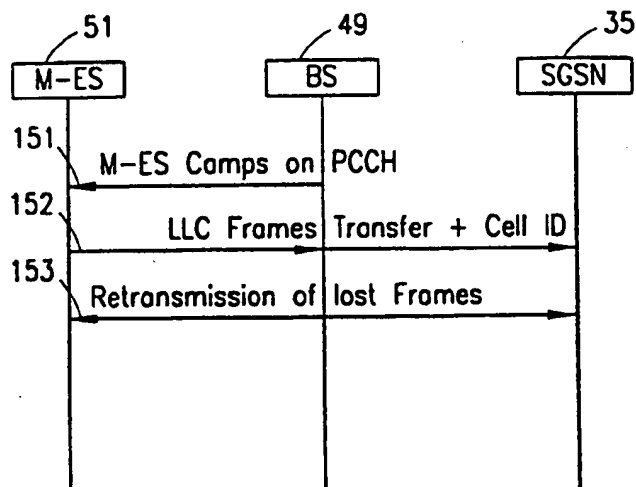 51
49
35
M-ES
BS
SGSN
151
M-ES Camps on PCCH
152
LLC Frames Transfer + Cell ID
153
Retransmission of lost Frames